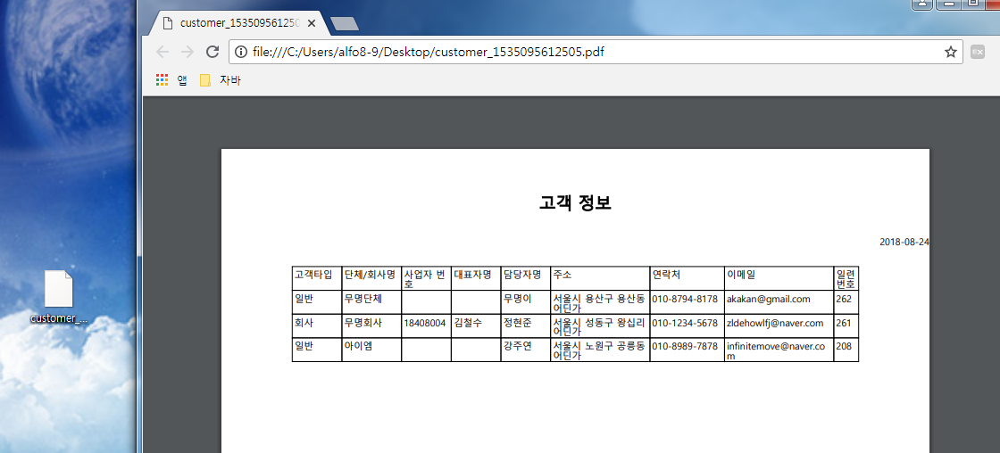 customer_153509561250
file:///C:/Users/alfo8-9/Desktop/customer_1535095612505.pdf
앱 자바
고객 정보
2018-08-24
고객타입 단체/회사명 사업자 번호 대표자명 담당자명 주소 연락처 이메일 일련번호
일반 무명단체 무명이 서울시 용산구 용산동 어딘가 010-8794-8178 akakan@gmail.com 262
회사 무명회사 18408004 김철수 정현준 서울시 성동구 왕십리 어딘가 010-1234-5678 zldehowlfj@naver.com 261
일반 아이엠 강주연 서울시 노원구 공릉동 어딘가 010-8989-7878 infinitemove@naver.com 208
customer_...